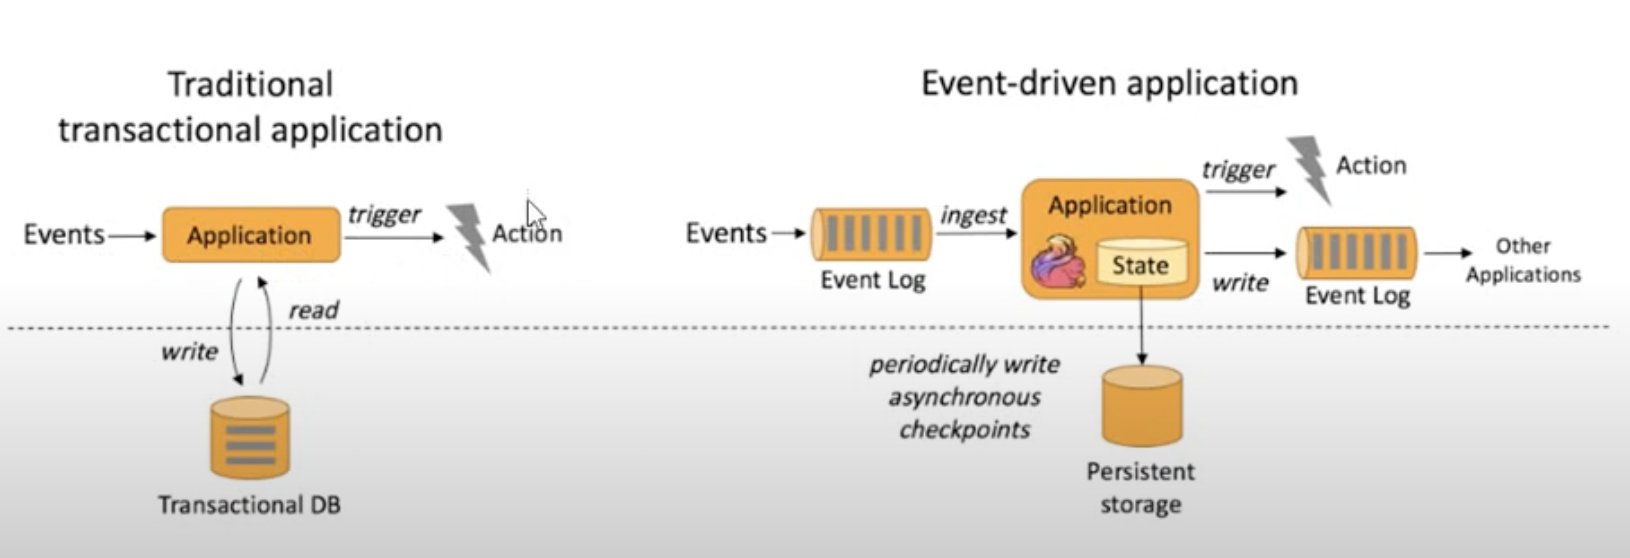 Traditional
transactional application
Events
Application
trigger
Action
read
write
Transactional DB
Event-driven application
Events
Event Log
ingest
Application
State
trigger
Action
write
Event Log
Other
Applications
periodically write
asynchronous
checkpoints
Persistent
storage